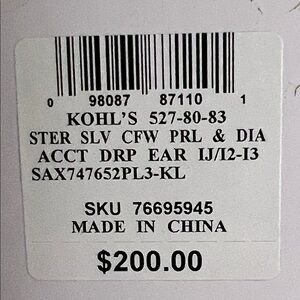 0 98087 87110 1
KOHL'S 527-80-83
STER SLV CFW PRL & DIA
ACCT DRP EAR IJ/I2-I3
SAX747652PL3-KL
SKU 76695945
MADE IN CHINA
$200.00